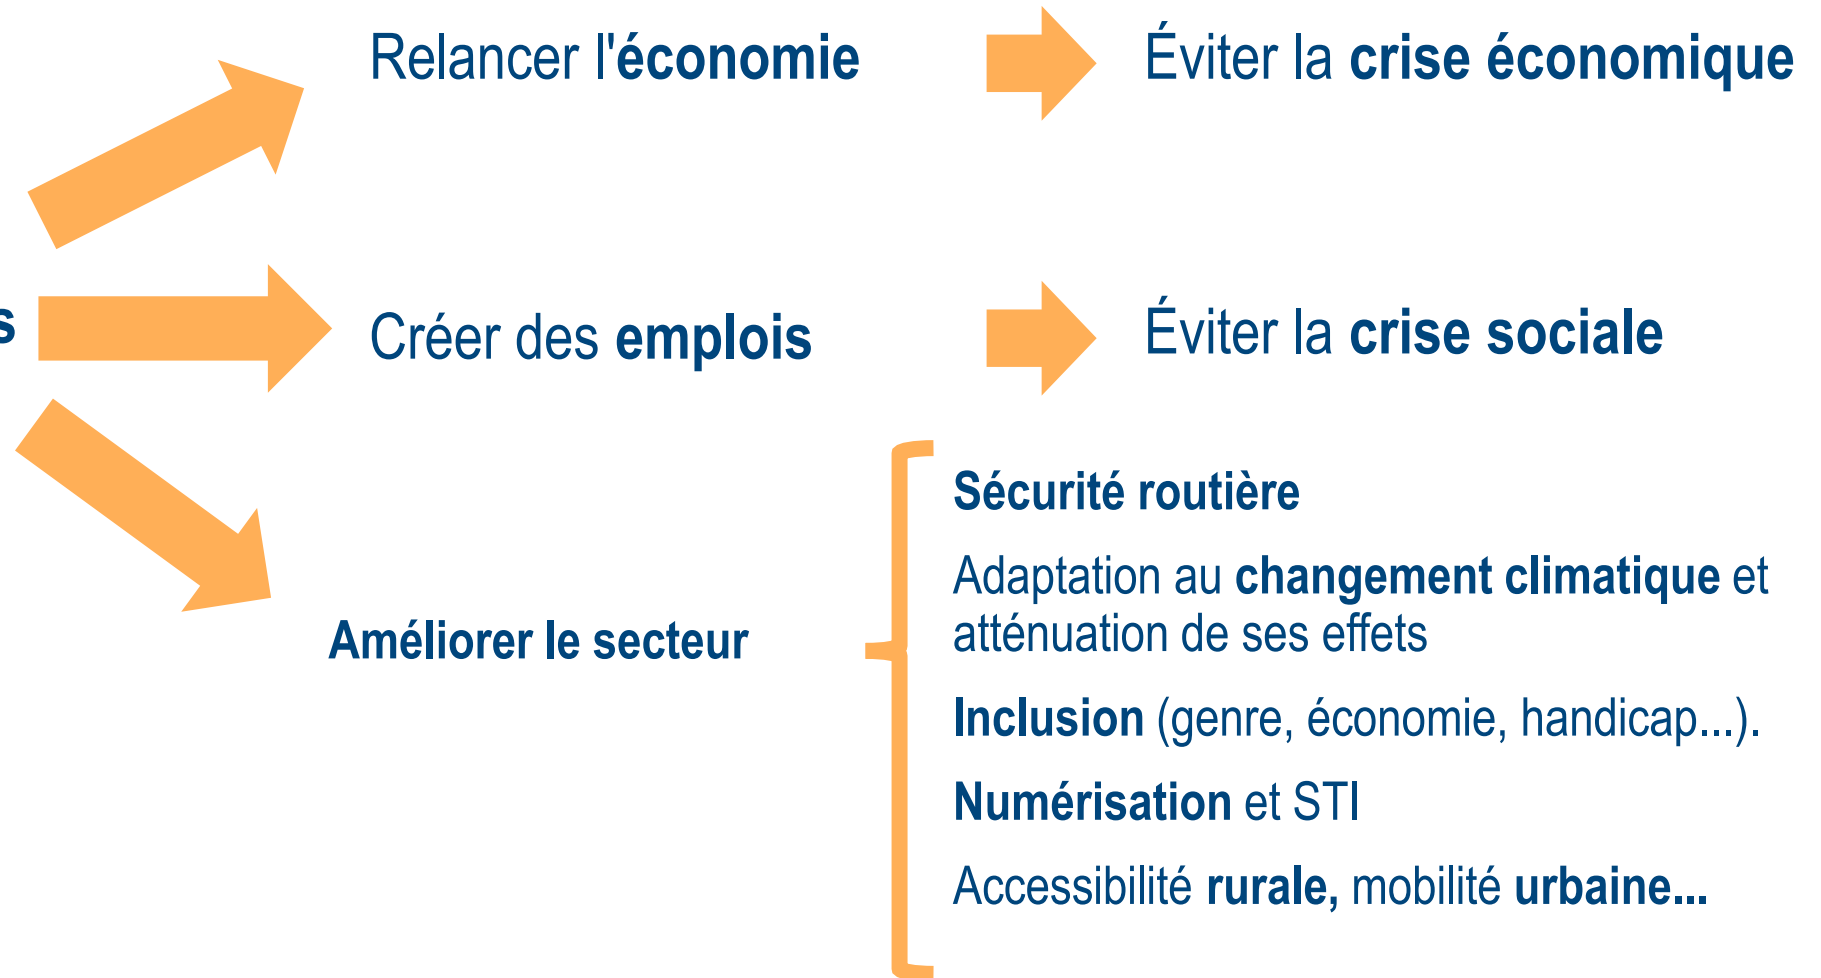 Relancer l'économie
Éviter la crise économique
s
Créer des emplois
Éviter la crise sociale
Améliorer le secteur
Sécurité routière
Adaptation au changement climatique et
atténuation de ses effets
Inclusion (genre, économie, handicap...).
Numérisation et STI
Accessibilité rurale, mobilité urbaine...